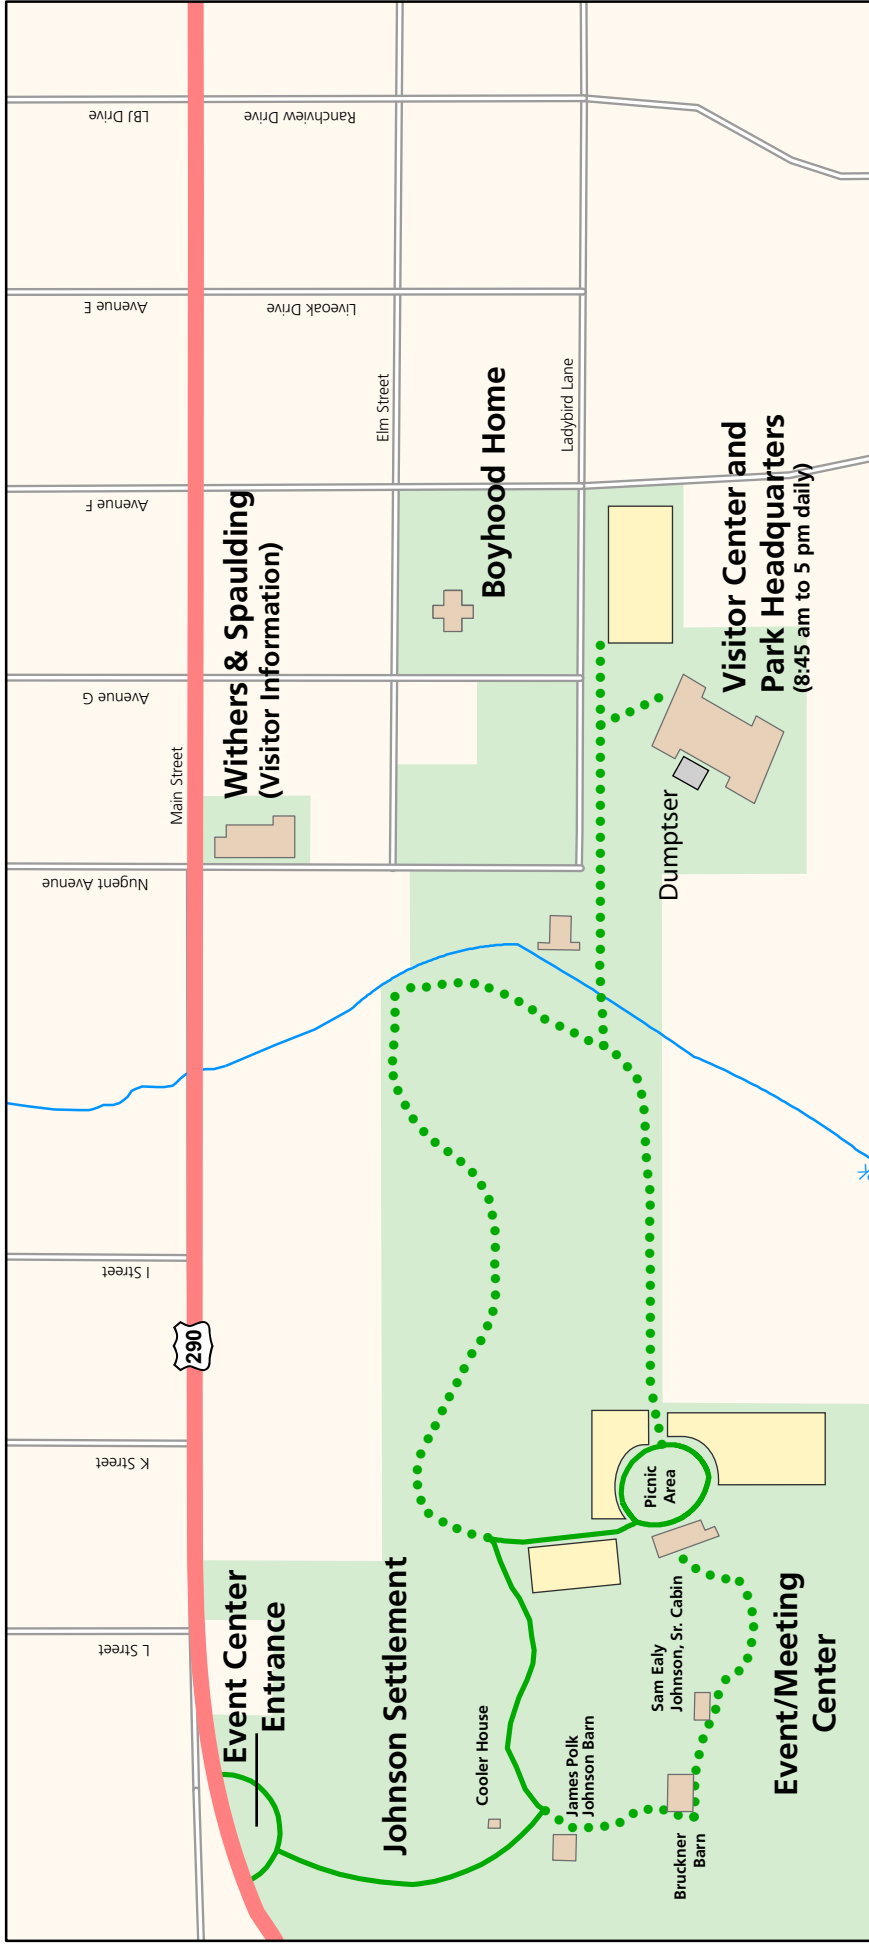 LBJ Drive
Ranchview Drive
Avenue E
Liveoak Drive
Elm Street
Ladybird Lane
Boyhood Home
Avenue F
Withers & Spaulding
(Visitor Information)
Visitor Center and
Park Headquarters
(8:45 am to 5 pm daily)
Avenue G
Main Street
Dumptser
Nugent Avenue
I Street
290
K Street
Picnic
Area
L Street
Event Center
Entrance
Johnson Settlement
Sam Ealy
Johnson, Sr. Cabin
Event/Meeting
Center
Cooler House
James Polk
Johnson Barn
Bruckner
Barn